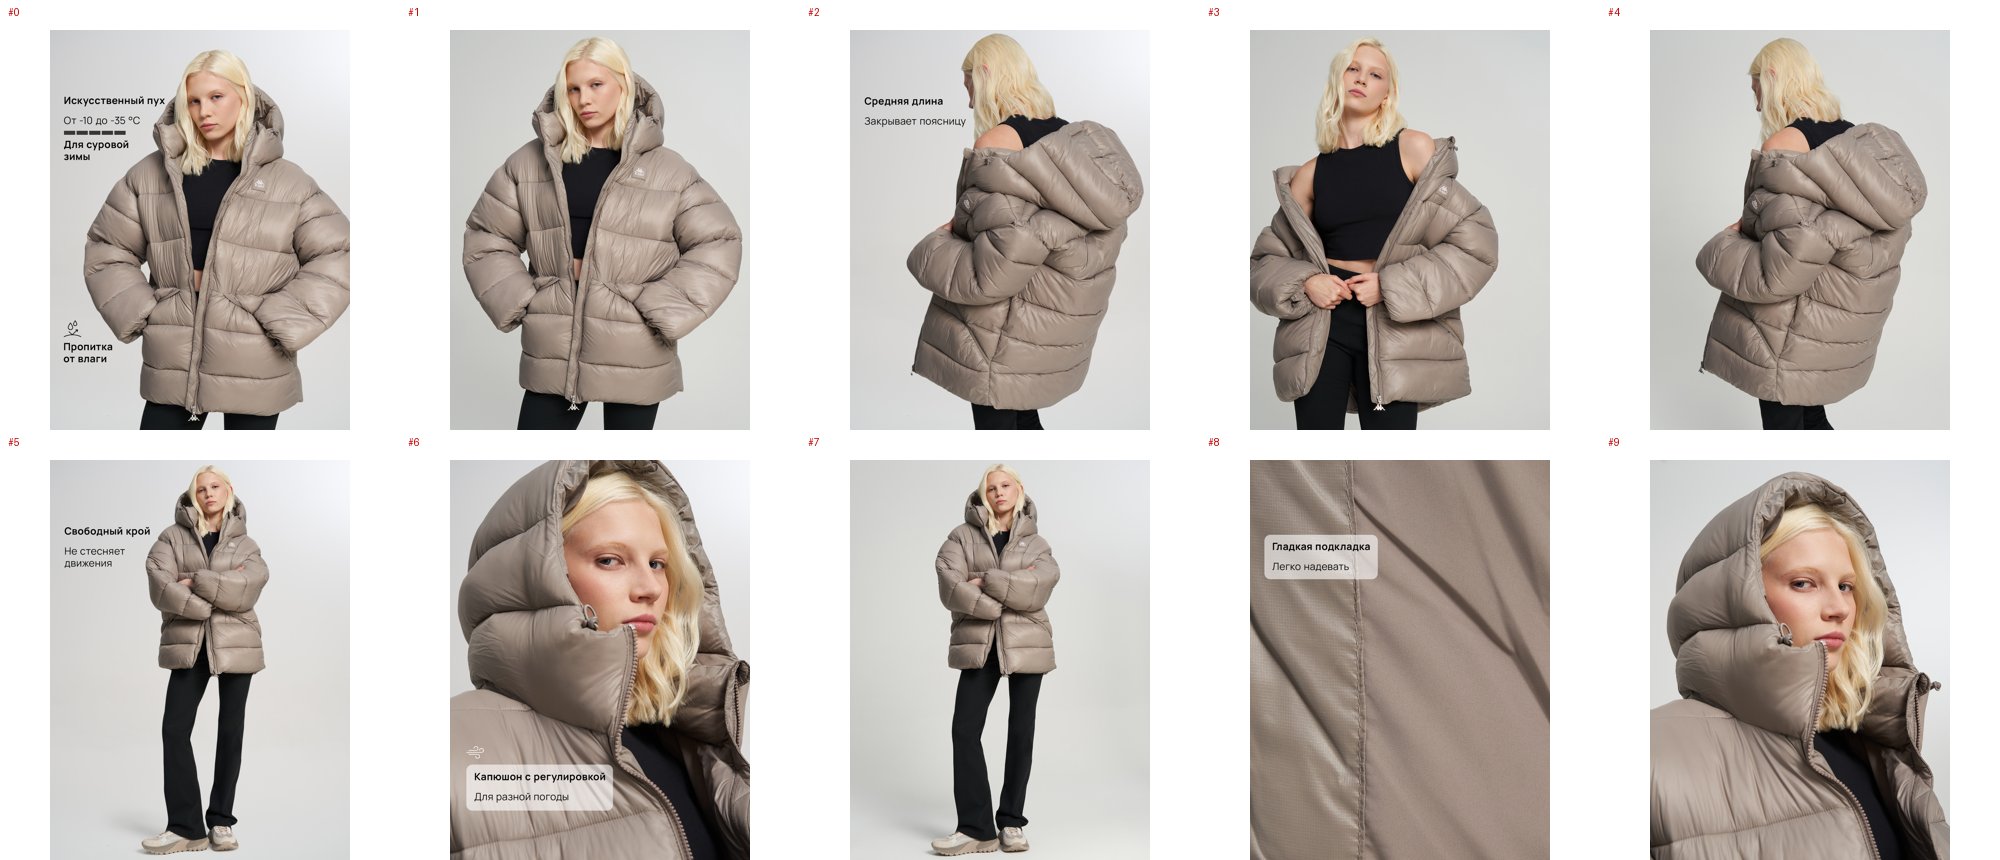 #0
#1
#2
#3
#4
Искусственный пух
От -10 до -35 °C
Для суровой
зимы
Пропитка
от влаги
Средняя длина
Закрывает поясницу
#5
#6
#7
#8
#9
Свободный крой
Не стесняет
движения
Капюшон с регулировкой
Для разной погоды
Гладкая подкладка
Легко надевать